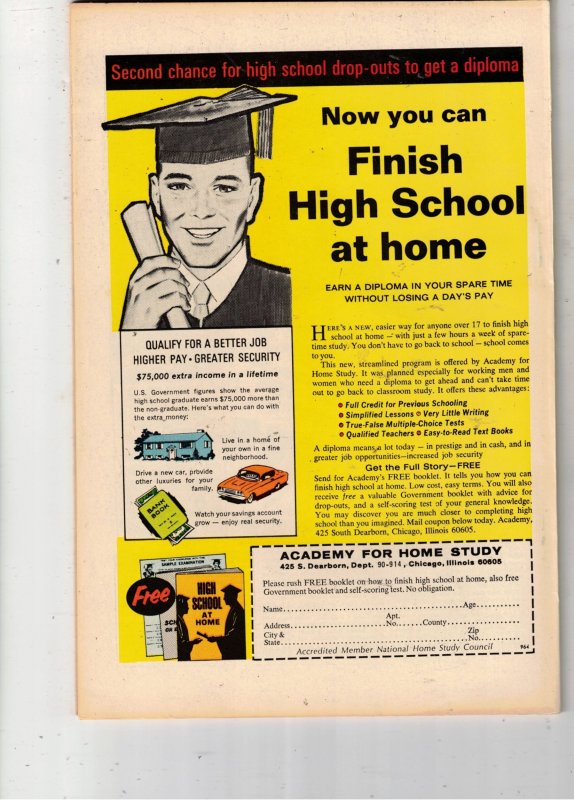 Second chance for high school drop-outs to get a diploma
Now you can
Finish
High School
at home
EARN A DIPLOMA IN YOUR SPARE TIME
WITHOUT LOSING A DAY'S PAY
HERE'S A NEW, easier way for anyone over 17 to finish high
school at home — with just a few hours a week of spare-
time study. You don't have to go back to school — school comes
to you.
This new, streamlined program is offered by Academy for
Home Study. It was planned especially for working men and
women who need a diploma to get ahead and can't take time
out to go back to classroom study. It offers these advantages:
• Full Credit for Previous Schooling
• Simplified Lessons • Very Little Writing
• True-False Multiple-Choice Tests
• Qualified Teachers • Easy-to-Read Text Books
A diploma means a lot today — in prestige and in cash, and in
greater job opportunities—increased job security
Get the Full Story—FREE
Send for Academy's FREE booklet. It tells you how you can
finish high school at home. Low cost, easy terms. You will also
receive free a valuable Government booklet with advice for
drop-outs, and a self-scoring test of your general knowledge.
You may discover you are much closer to completing high
school than you imagined. Mail coupon below today. Academy,
425 South Dearborn, Chicago, Illinois 60605.
QUALIFY FOR A BETTER JOB
HIGHER PAY • GREATER SECURITY
$75,000 extra income in a lifetime
U.S. Government figures show the average
high school graduate earns $75,000 more than
the non-graduate. Here's what you can do with
the extra money:
Live in a home of
your own in a fine
neighborhood.
Drive a new car, provide
other luxuries for your
family.
BANK
BOOK
Watch your savings account
grow — enjoy real security.
SAMPLE EXAMINATION
Free
HIGH
SCHOOL
AT
HOME
ACADEMY FOR HOME STUDY
425 S. Dearborn, Dept. 90-914, Chicago, Illinois 60605
Please rush FREE booklet on how to finish high school at home, also free
Government booklet and self-scoring test. No obligation.
Name Age
Apt.
Address No. County
City & Zip
State No.
Accredited Member National Home Study Council 964